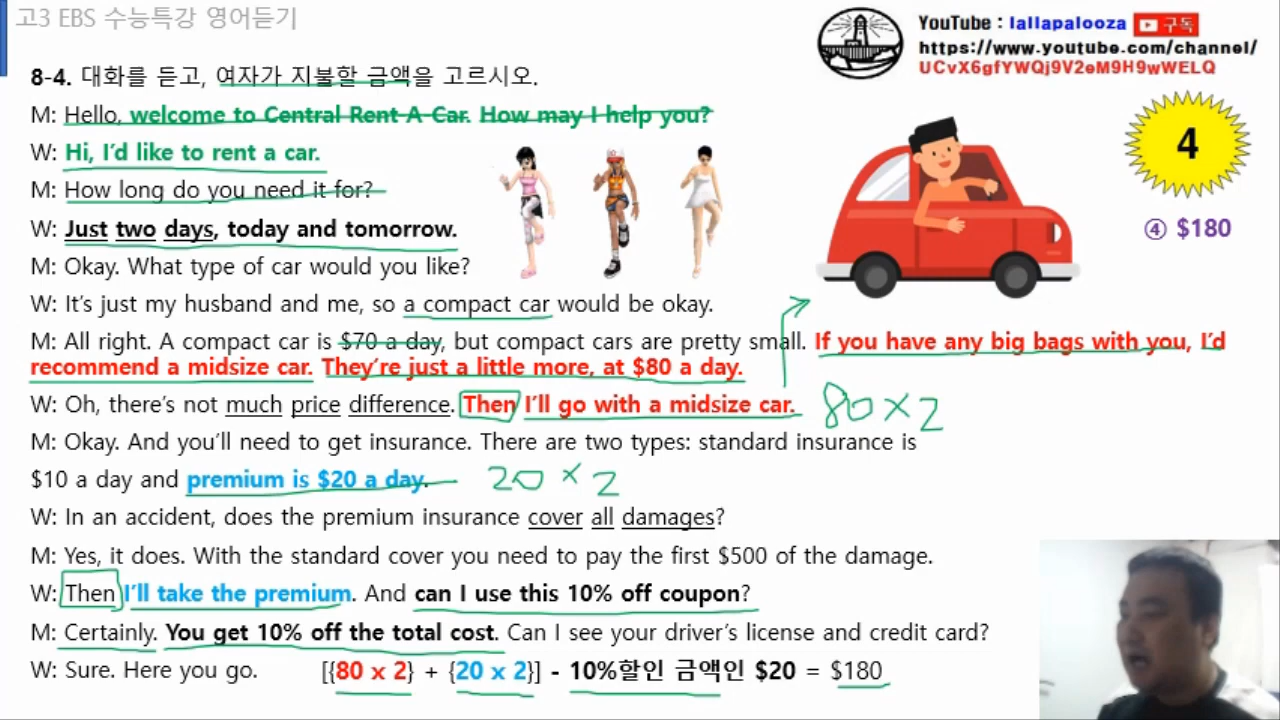 고3 EBS 수능특강 영어듣기
YouTube : lallapalooza 구독
https://www.youtube.com/channel/
UCvX6gfYWQj9V2eM9H9wWELQ
8-4. 대화를 듣고, 여자가 지불할 금액을 고르시오.
M: Hello, welcome to Central Rent-A-Car. How may I help you?
W: Hi, I'd like to rent a car.
M: How long do you need it for?
W: Just two days, today and tomorrow.
M: Okay. What type of car would you like?
W: It's just my husband and me, so a compact car would be okay.
M: All right. A compact car is $70 a day, but compact cars are pretty small. If you have any big bags with you, I'd
recommend a midsize car. They're just a little more, at $80 a day.
W: Oh, there's not much price difference. Then I'll go with a midsize car. 80 × 2
M: Okay. And you'll need to get insurance. There are two types: standard insurance is
$10 a day and premium is $20 a day. 20 × 2
W: In an accident, does the premium insurance cover all damages?
M: Yes, it does. With the standard cover you need to pay the first $500 of the damage.
W: Then I'll take the premium. And can I use this 10% off coupon?
M: Certainly. You get 10% off the total cost. Can I see your driver's license and credit card?
W: Sure. Here you go. [{80 x 2} + {20 x 2}] - 10%할인 금액인 $20 = $180
4
④ $180